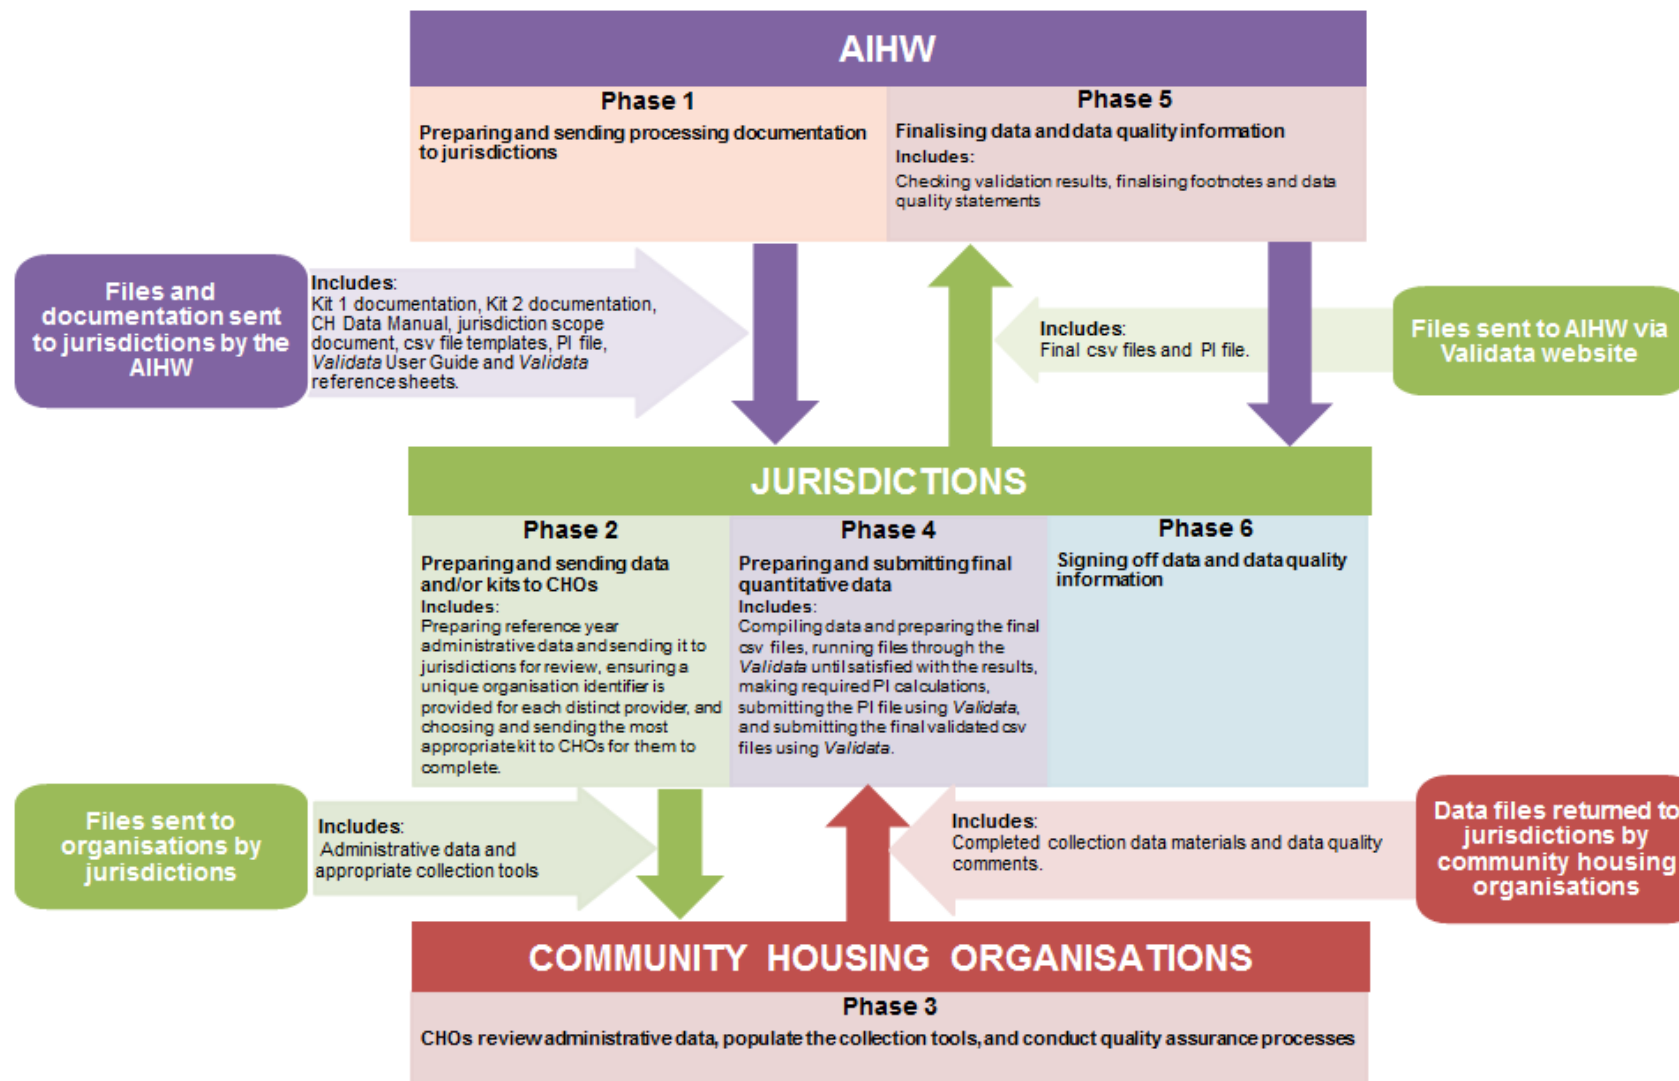 AIHW
Phase 1
Preparing and sending processing documentation
to jurisdictions
Phase 5
Finalising data and data quality information
Includes:
Checking validation results, finalising footnotes and data
quality statements
Files and
documentation sent
to jurisdictions by the
AIHW
Includes:
Kit 1 documentation, Kit 2 documentation,
CH Data Manual, jurisdiction scope
document, csv file templates, PI file,
Validata User Guide and Validata
reference sheets.
Includes:
Final csv files and PI file.
Files sent to AIHW via
Validata website
JURISDICTIONS
Phase 2
Preparing and sending data
and/or kits to CHOs
Includes:
Preparing reference year
administrative data and sending it to
jurisdictions for review, ensuring a
unique organisation identifier is
provided for each distinct provider, and
choosing and sending the most
appropriate kit to CHOs for them to
complete.
Phase 4
Preparing and submitting final
quantitative data
Includes:
Compiling data and preparing the final
csv files, running files through the
Validata until satisfied with the results,
making required PI calculations,
submitting the PI file using Validata,
and submitting the final validated csv
files using Validata.
Phase 6
Signing off data and data quality
information
Files sent to
organisations by
jurisdictions
Includes:
Administrative data and
appropriate collection tools
Includes:
Completed collection data materials and data quality
comments.
Data files returned to
jurisdictions by
community housing
organisations
COMMUNITY HOUSING ORGANISATIONS
Phase 3
CHOs review administrative data, populate the collection tools, and conduct quality assurance processes